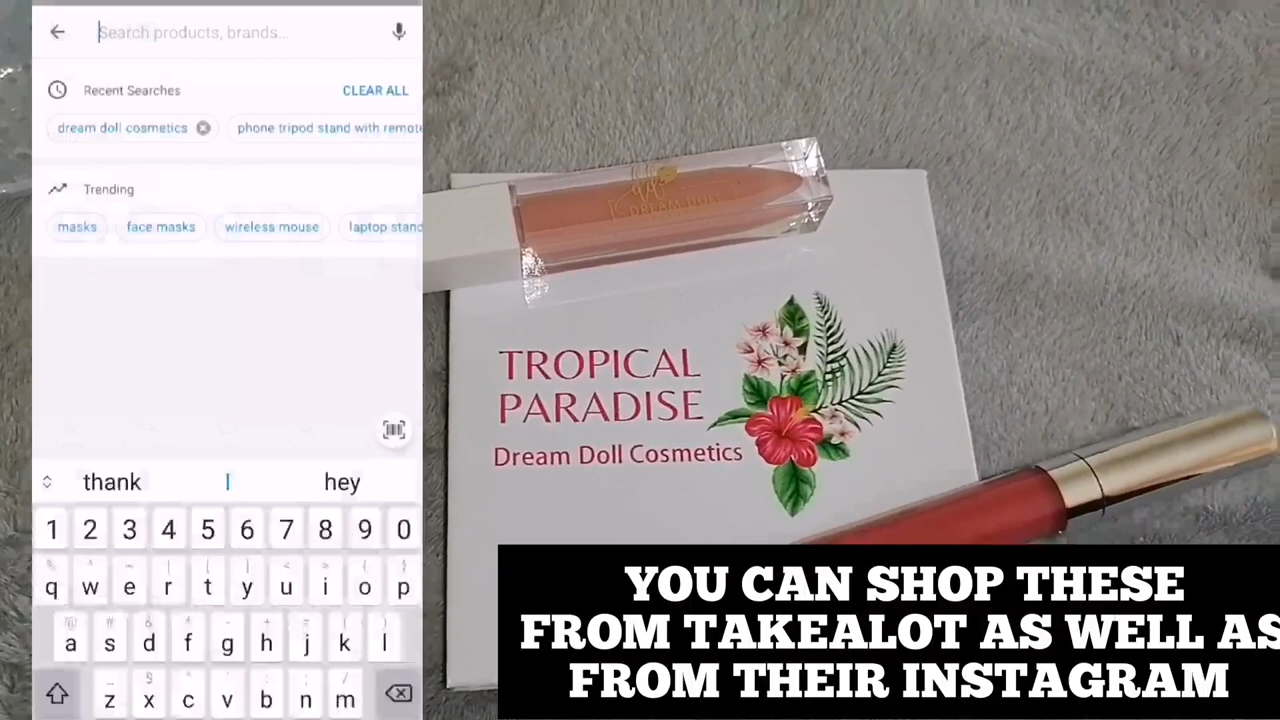 Search products, brands...
Recent Searches
CLEAR ALL
dream doll cosmetics
phone tripod stand with remote
Trending
masks
face masks
wireless mouse
laptop stand
thank
I
hey
1 2 3 4 5 6 7 8 9 0
q w e r t y u i o p
a s d f g h j k l
z x c v b n m
DREAM DOLL
TROPICAL
PARADISE
Dream Doll Cosmetics
YOU CAN SHOP THESE
FROM TAKEALOT AS WELL AS
FROM THEIR INSTAGRAM